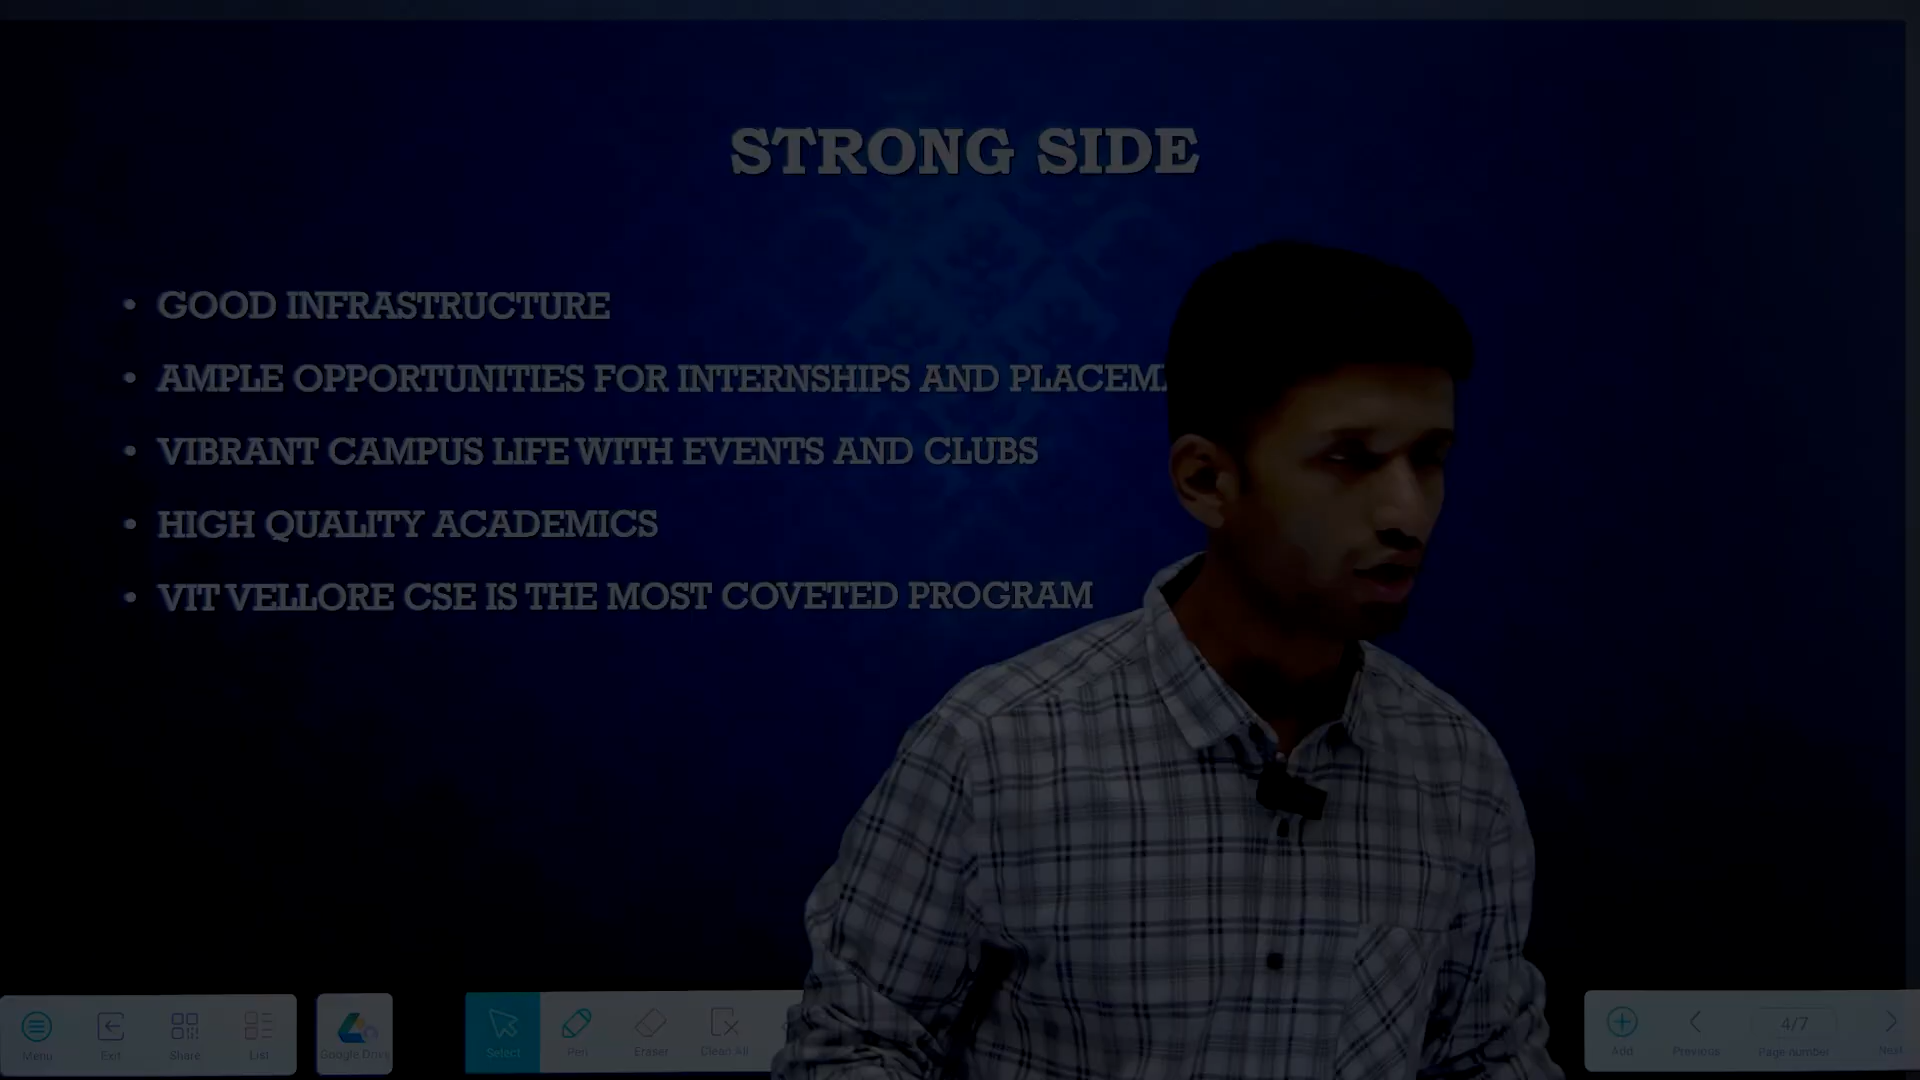 STRONG SIDE
• GOOD INFRASTRUCTURE
• AMPLE OPPORTUNITIES FOR INTERNSHIPS AND
• VIBRANT CAMPUS LIFE WITH EVENTS AND CLUBS
• HIGH QUALITY ACADEMICS
• VIT VELLORE CSE IS THE MOST COVETED PROGRAM
Menu Exit Share List Google Drive Select Pen Eraser Clean All Add Previous 4/7 Page number Next